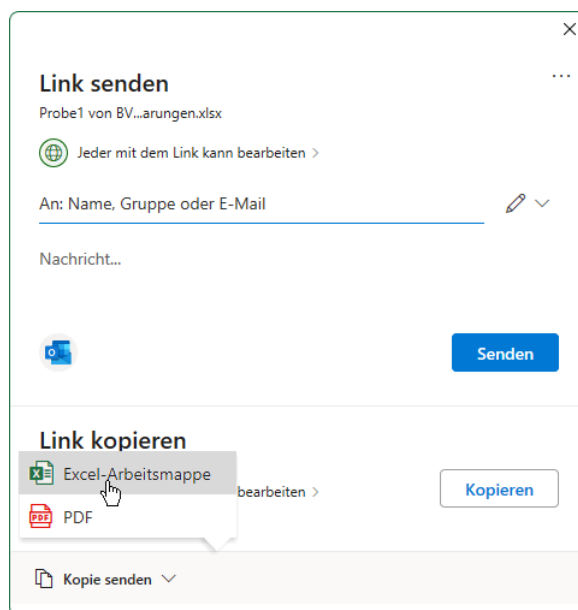 Link senden
Probe1 von BV...arungen.xlsx
Jeder mit dem Link kann bearbeiten
An: Name, Gruppe oder E-Mail
Nachricht...
Senden
Link kopieren
Excel-Arbeitsmappe
bearbeiten
Kopieren
PDF
Kopie senden